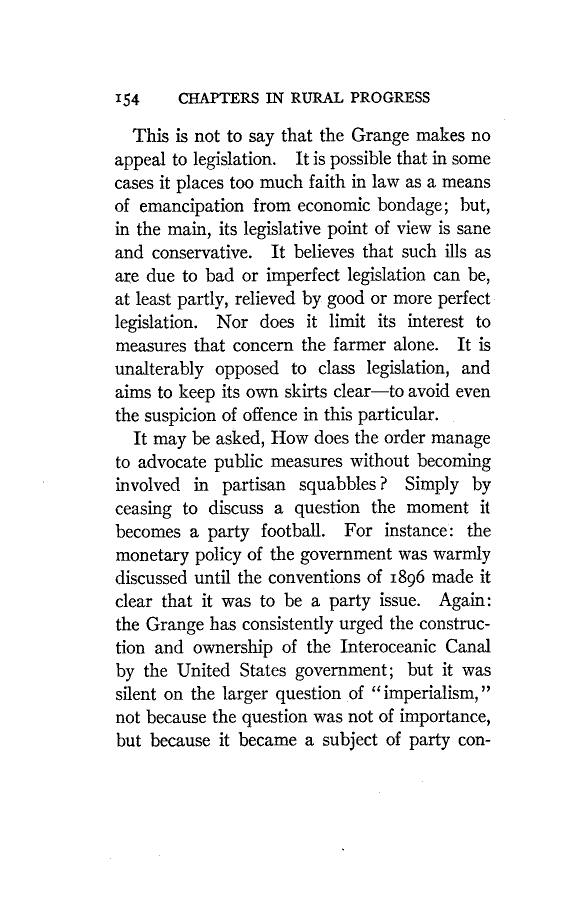 154 CHAPTERS IN RURAL PROGRESS
This is not to say that the Grange makes no
appeal to legislation. It is possible that in some
cases it places too much faith in law as a means
of emancipation from economic bondage; but,
in the main, its legislative point of view is sane
and conservative. It believes that such ills as
are due to bad or imperfect legislation can be,
at least partly, relieved by good or more perfect
legislation. Nor does it limit its interest to
measures that concern the farmer alone. It is
unalterably opposed to class legislation, and
aims to keep its own skirts clear—to avoid even
the suspicion of offence in this particular.
It may be asked, How does the order manage
to advocate public measures without becoming
involved in partisan squabbles? Simply by
ceasing to discuss a question the moment it
becomes a party football. For instance: the
monetary policy of the government was warmly
discussed until the conventions of 1896 made it
clear that it was to be a party issue. Again:
the Grange has consistently urged the construc-
tion and ownership of the Interoceanic Canal
by the United States government; but it was
silent on the larger question of "imperialism,"
not because the question was not of importance,
but because it became a subject of party con-